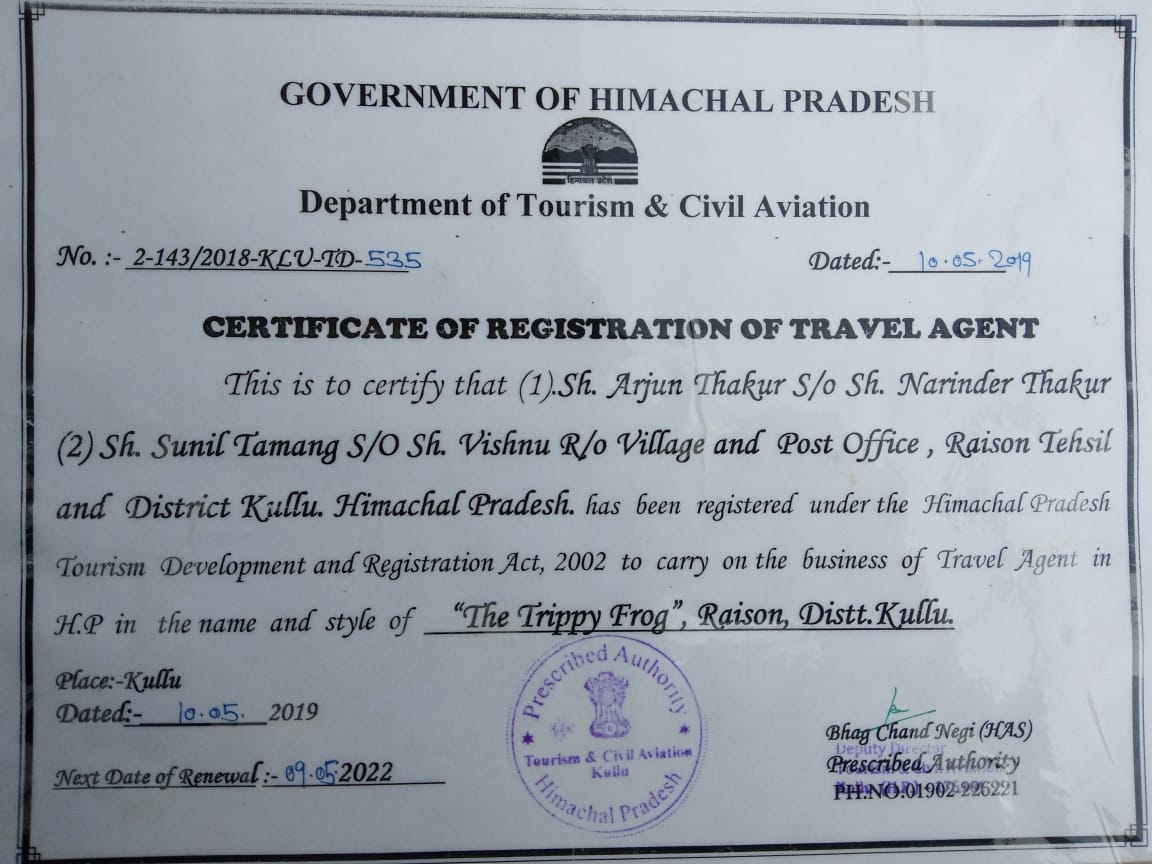 GOVERNMENT OF HIMACHAL PRADESH
हिमाचल प्रदेश
Department of Tourism & Civil Aviation
No. :- 2-143/2018-KLU-TD-535 Dated:- 10.05.2019
CERTIFICATE OF REGISTRATION OF TRAVEL AGENT
This is to certify that (1).Sh. Arjun Thakur S/o Sh. Narinder Thakur
(2) Sh. Sunil Tamang S/O Sh. Vishnu R/o Village and Post Office , Raison Tehsil
and District Kullu. Himachal Pradesh. has been registered under the Himachal Pradesh
Tourism Development and Registration Act, 2002 to carry on the business of Travel Agent in
H.P in the name and style of "The Trippy Frog", Raison, Distt.Kullu.
Place:-Kullu
Dated:- 10.05. 2019
Next Date of Renewal :- 09.05.2022
Prescribed Authority
Tourism & Civil Aviation
Kullu
Himachal Pradesh
Bhag Chand Negi (HAS)
Deputy Director
Prescribed Authority
PH.NO.01902-226221